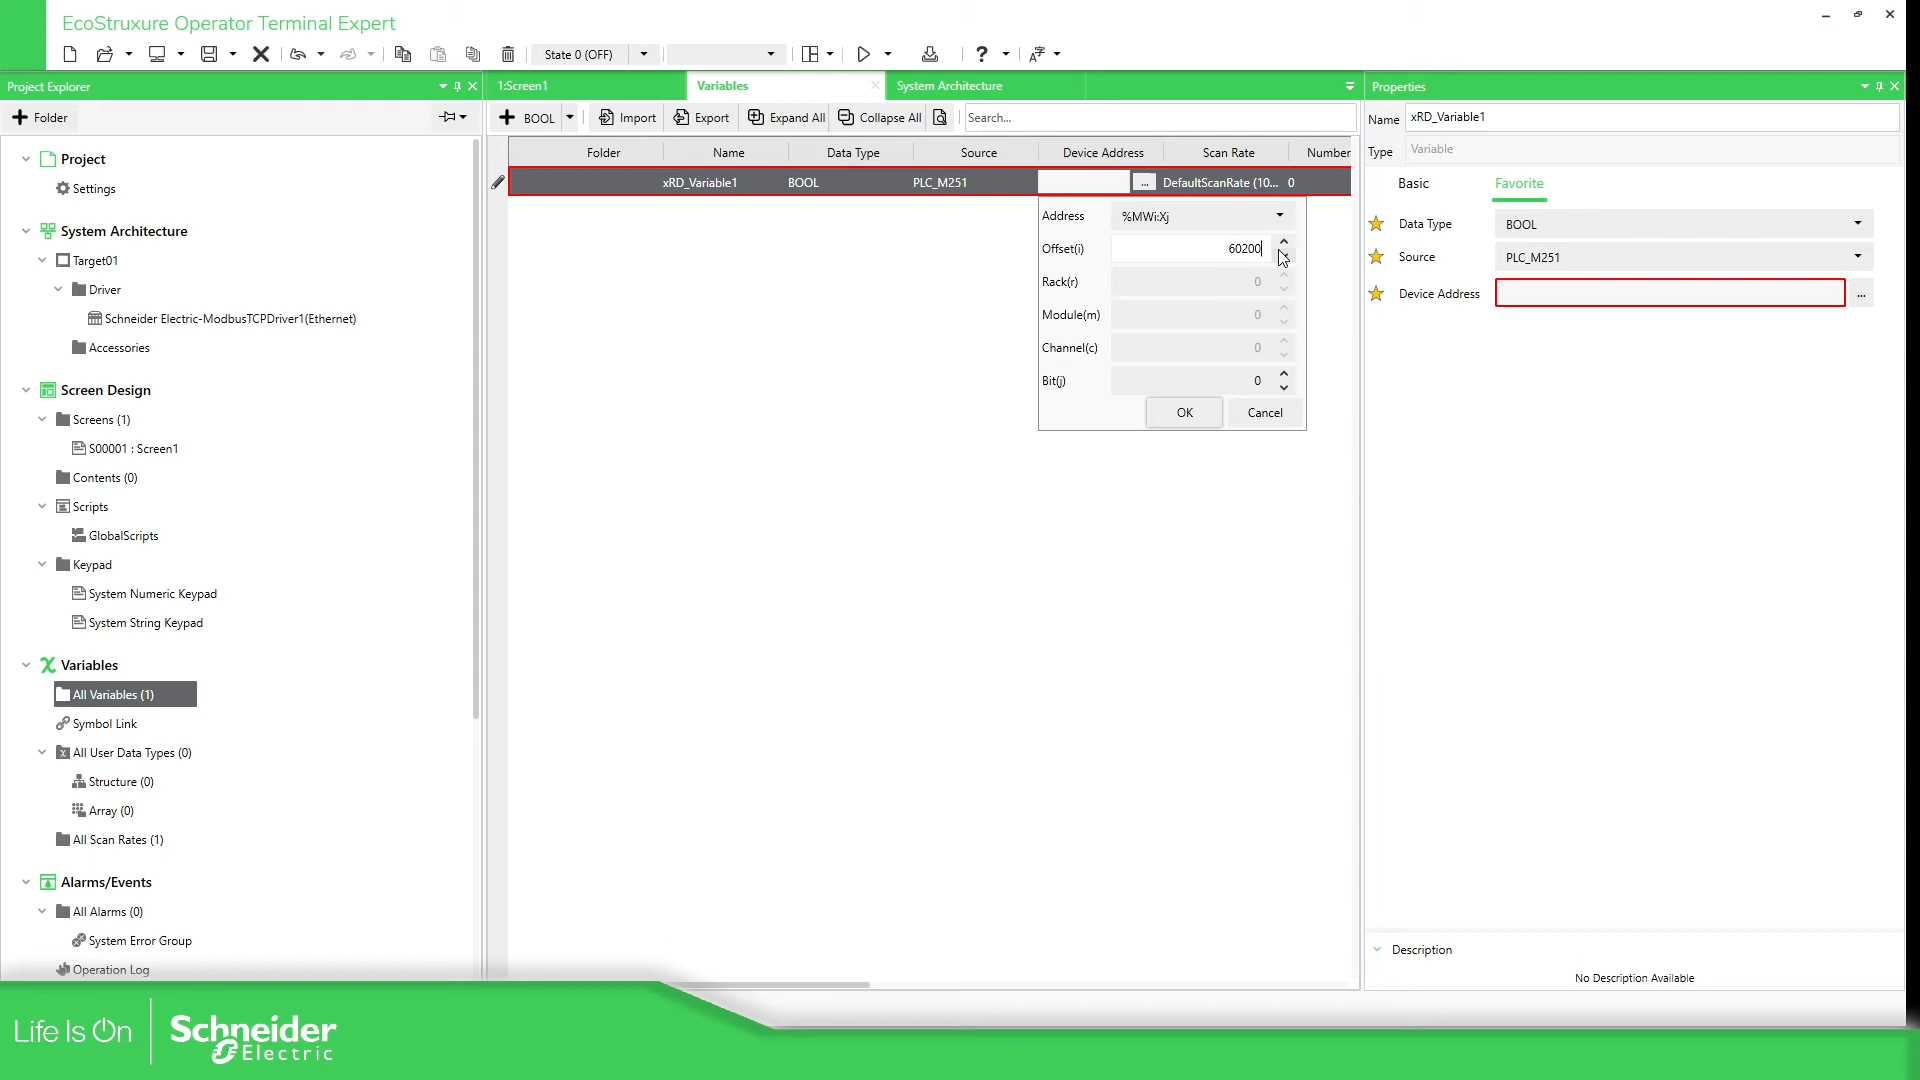 EcoStruxure Operator Terminal Expert
State 0 (OFF)
Project Explorer
Folder
Project
Settings
System Architecture
Target01
Driver
Schneider Electric-ModbusTCPDriver1(Ethernet)
Accessories
Screen Design
Screens (1)
S00001 : Screen1
Contents (0)
Scripts
GlobalScripts
Keypad
System Numeric Keypad
System String Keypad
Variables
All Variables (1)
Symbol Link
All User Data Types (0)
Structure (0)
Array (0)
All Scan Rates (1)
Alarms/Events
All Alarms (0)
System Error Group
Operation Log
1:Screen1
Variables
System Architecture
BOOL
Import
Export
Expand All
Collapse All
Search...
Folder Name Data Type Source Device Address Scan Rate Number
xRD_Variable1 BOOL PLC_M251 ... DefaultScanRate (10... 0
Address %MWi:Xj
Offset(i) 60200
Rack(r) 0
Module(m) 0
Channel(c) 0
Bit(j) 0
OK Cancel
Properties
Name xRD_Variable1
Type Variable
Basic Favorite
Data Type BOOL
Source PLC_M251
Device Address ...
Description
No Description Available
Life Is On
Schneider
Electric